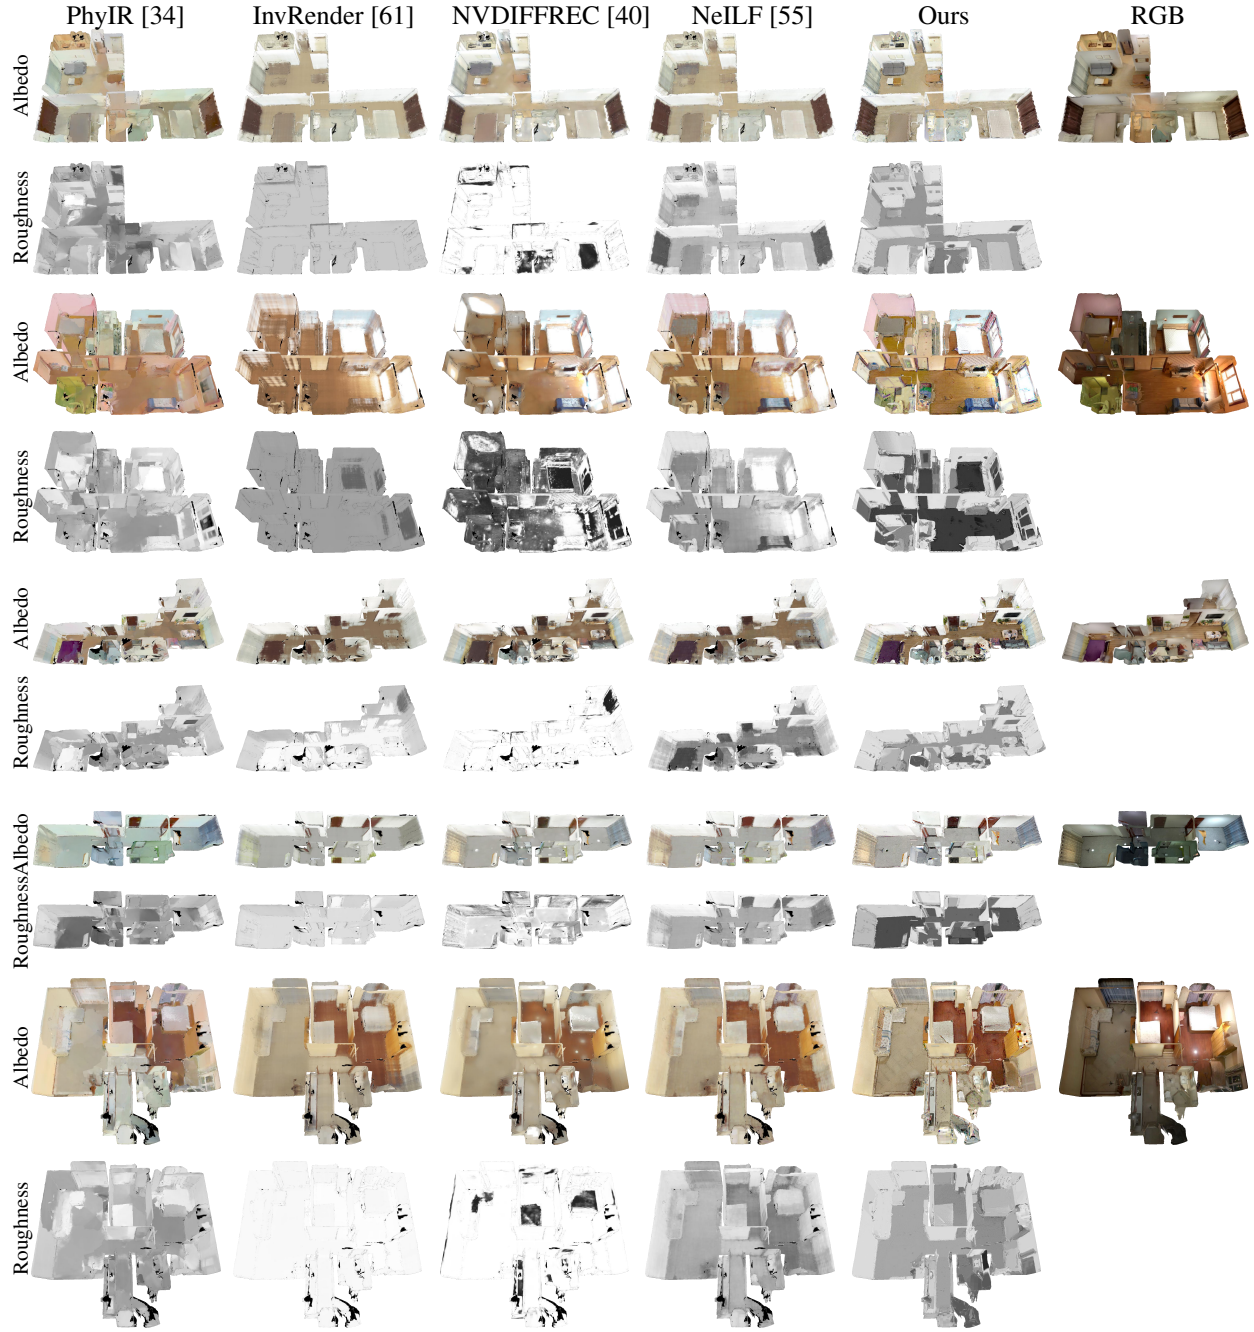 PhyIR [34] InvRender [61] NVDIFFREC [40] NeILF [55] Ours RGB
Albedo
Roughness
Albedo
Roughness
Albedo
Roughness
Albedo
Roughness
Albedo
Roughness